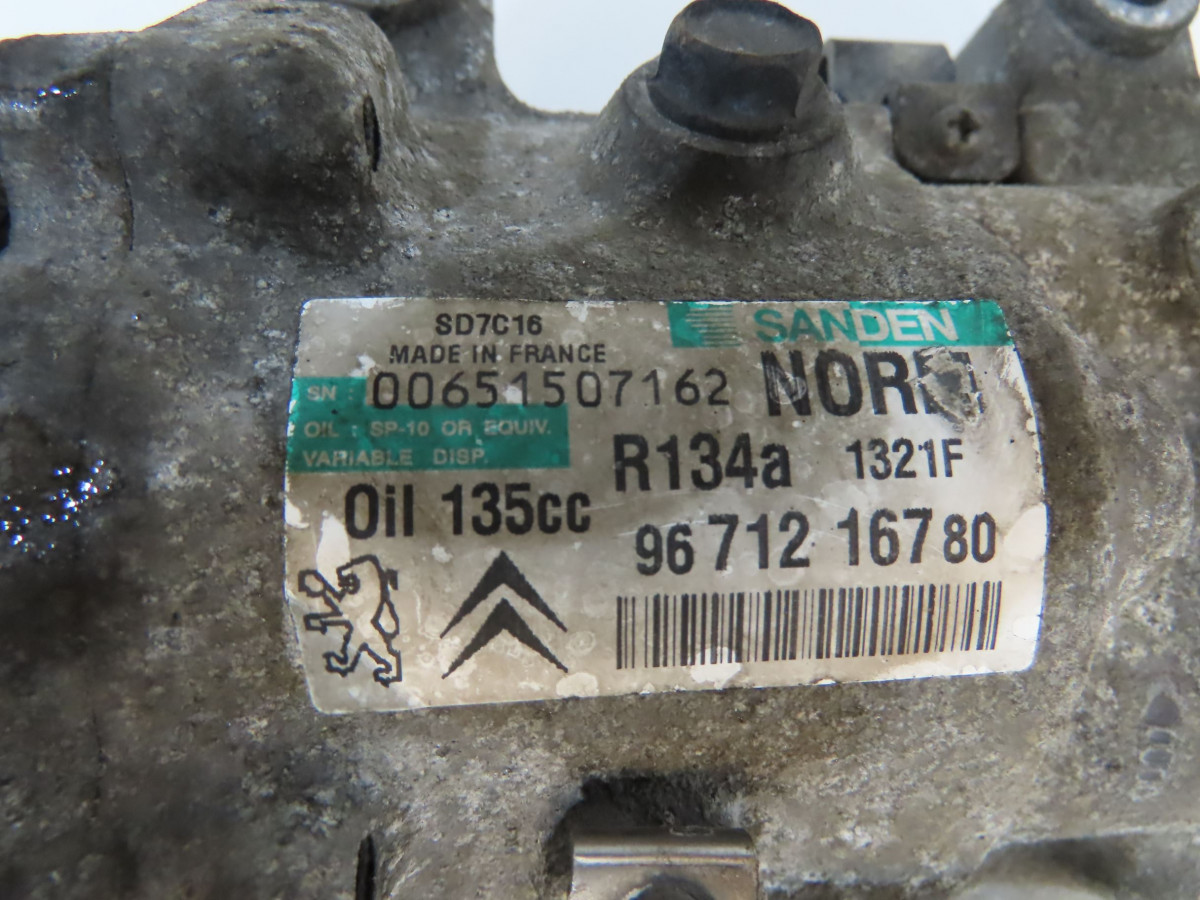 SD7C16
SANDEN
MADE IN FRANCE
SN : 00651507162
OIL : SP-10 OR EQUIV.
VARIABLE DISP.
R134a 1321F
Oil 135cc
96 712 167 80